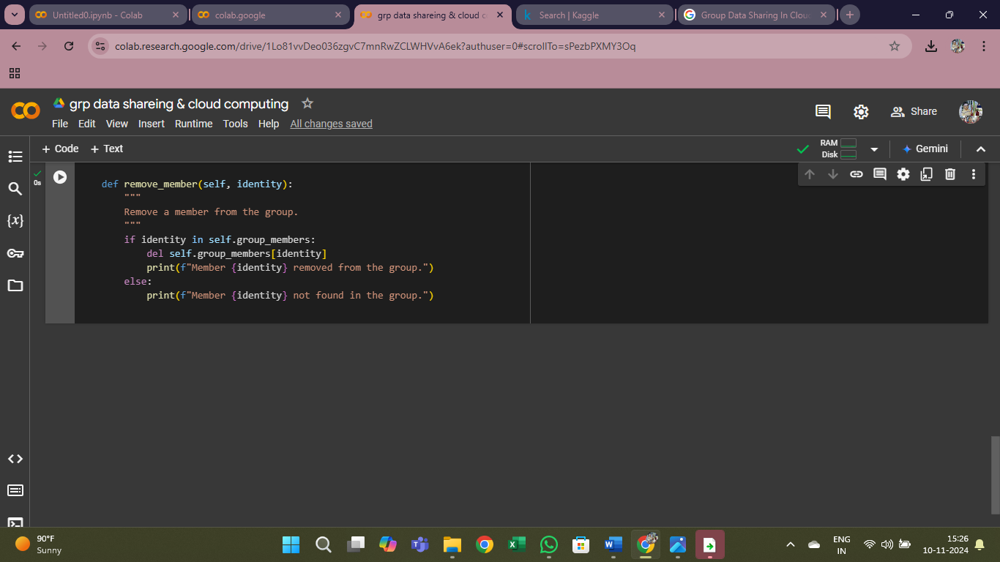 Untitled0.ipynb - Colab
colab.google
grp data shareing & cloud c
Search | Kaggle
Group Data Sharing In Clou
colab.research.google.com/drive/1Lo81vvDeo036zgvC7mnRwZCLWHVvA6ek?authuser=0#scrollTo=sPezbPXMY3Oq
grp data shareing & cloud computing
File Edit View Insert Runtime Tools Help All changes saved
Share
+ Code + Text
RAM
Disk
Gemini
0s
def remove_member(self, identity):
"""
Remove a member from the group.
"""
if identity in self.group_members:
del self.group_members[identity]
print(f"Member {identity} removed from the group.")
else:
print(f"Member {identity} not found in the group.")
{x}
90°F
Sunny
ENG
IN
15:26
10-11-2024